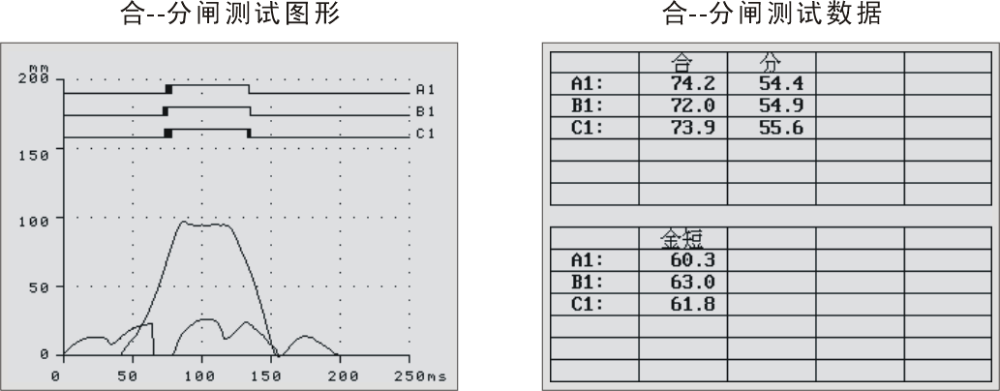 合--分闸测试图形
合--分闸测试数据
mm
200
A1
B1
C1
150
100
50
0
0 50 100 150 200 250ms
合 分
A1: 74.2 54.4
B1: 72.0 54.9
C1: 73.9 55.6
金短
A1: 60.3
B1: 63.0
C1: 61.8